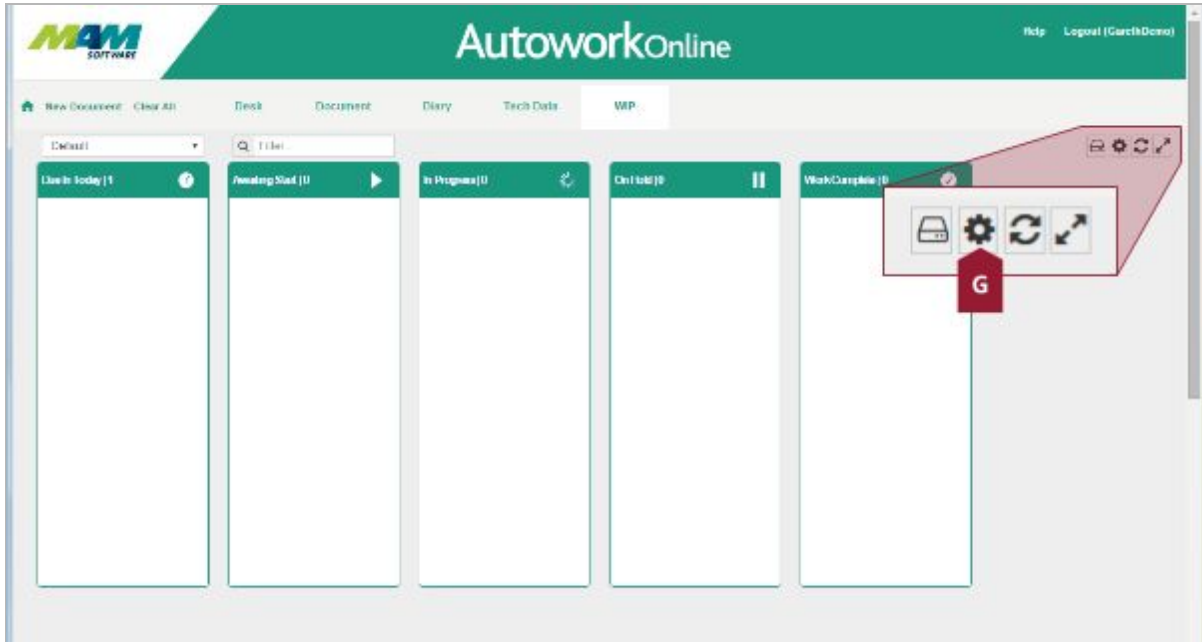 MAM
SOFTWARE
AutoworkOnline
Help Logout (GarethDemo)
New Document Clear All Desk Document Diary Tech Data WIP
Default Filter...
Due In Today | 1 Awaiting Start | 0 In Progress | 0 On Hold | 0 Work Complete | 0
G